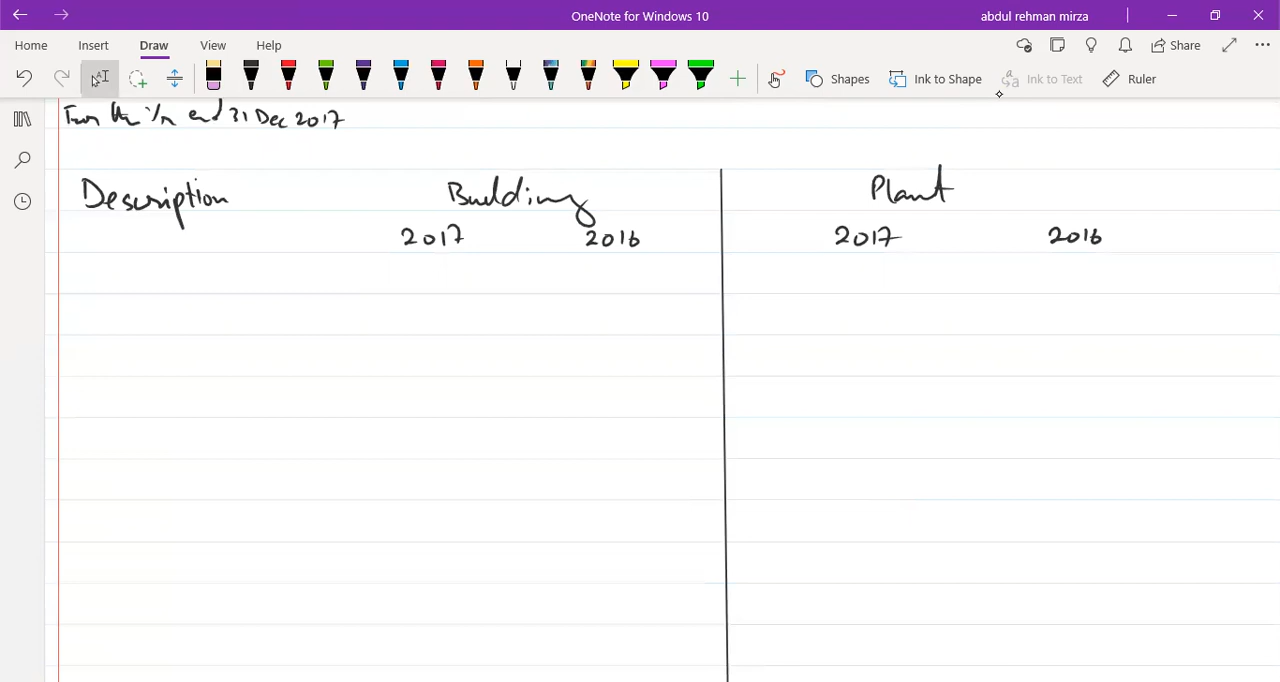 OneNote for Windows 10
abdul rehman mirza
Home Insert Draw View Help
Share
Shapes Ink to Shape Ink to Text Ruler
For the Y/r end 31 Dec 2017
Description Building Plant
2017 2016 2017 2016